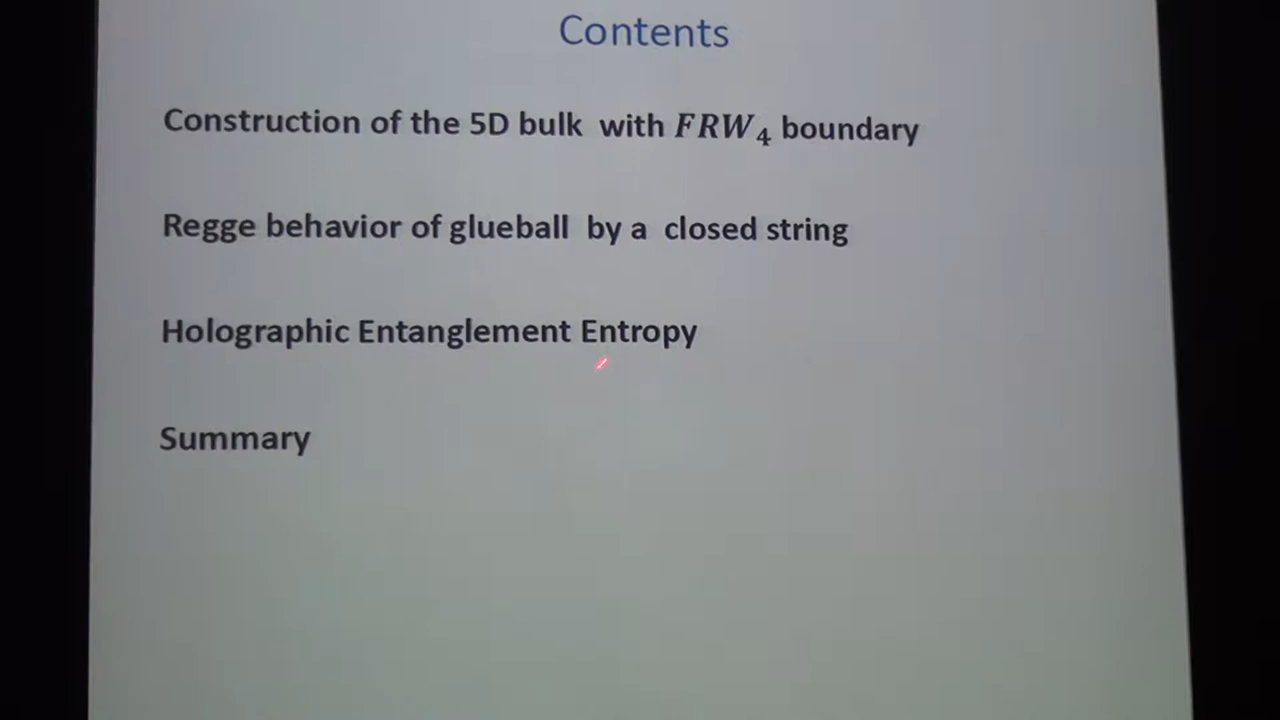 Contents
Construction of the 5D bulk with FRW₄ boundary
Regge behavior of glueball by a closed string
Holographic Entanglement Entropy
Summary